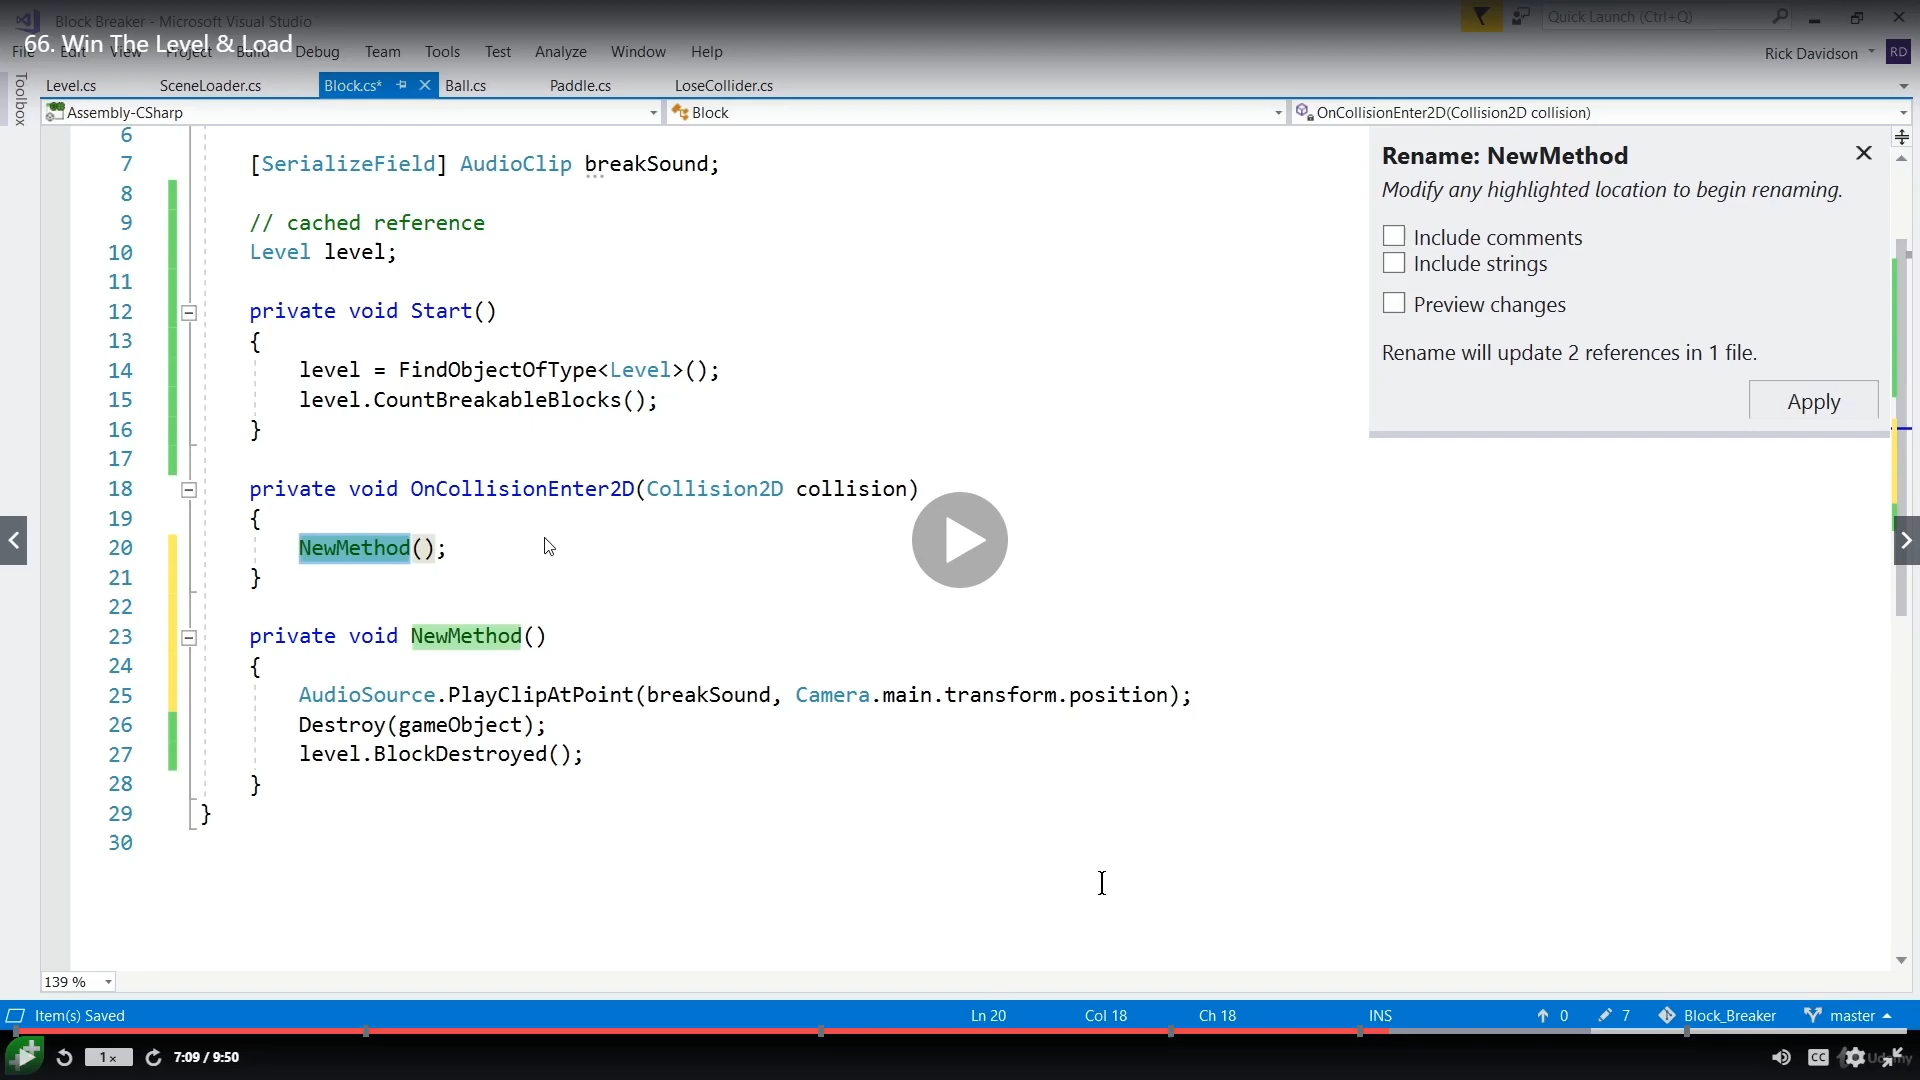 Block Breaker - Microsoft Visual Studio
Quick Launch (Ctrl+Q)
66. Win The Level & Load
File Edit View Project Build Debug Team Tools Test Analyze Window Help
Rick Davidson RD
Toolbox
Level.cs SceneLoader.cs Block.cs* Ball.cs Paddle.cs LoseCollider.cs
Assembly-CSharp Block OnCollisionEnter2D(Collision2D collision)
6
7 [SerializeField] AudioClip breakSound;
8
9 // cached reference
10 Level level;
11
12 private void Start()
13 {
14 level = FindObjectOfType<Level>();
15 level.CountBreakableBlocks();
16 }
17
18 private void OnCollisionEnter2D(Collision2D collision)
19 {
20 NewMethod();
21 }
22
23 private void NewMethod()
24 {
25 AudioSource.PlayClipAtPoint(breakSound, Camera.main.transform.position);
26 Destroy(gameObject);
27 level.BlockDestroyed();
28 }
29 }
30
Rename: NewMethod
Modify any highlighted location to begin renaming.
Include comments
Include strings
Preview changes
Rename will update 2 references in 1 file.
Apply
139 %
Item(s) Saved Ln 20 Col 18 Ch 18 INS 0 7 Block_Breaker master
1x 7:09 / 9:50 CC Udemy